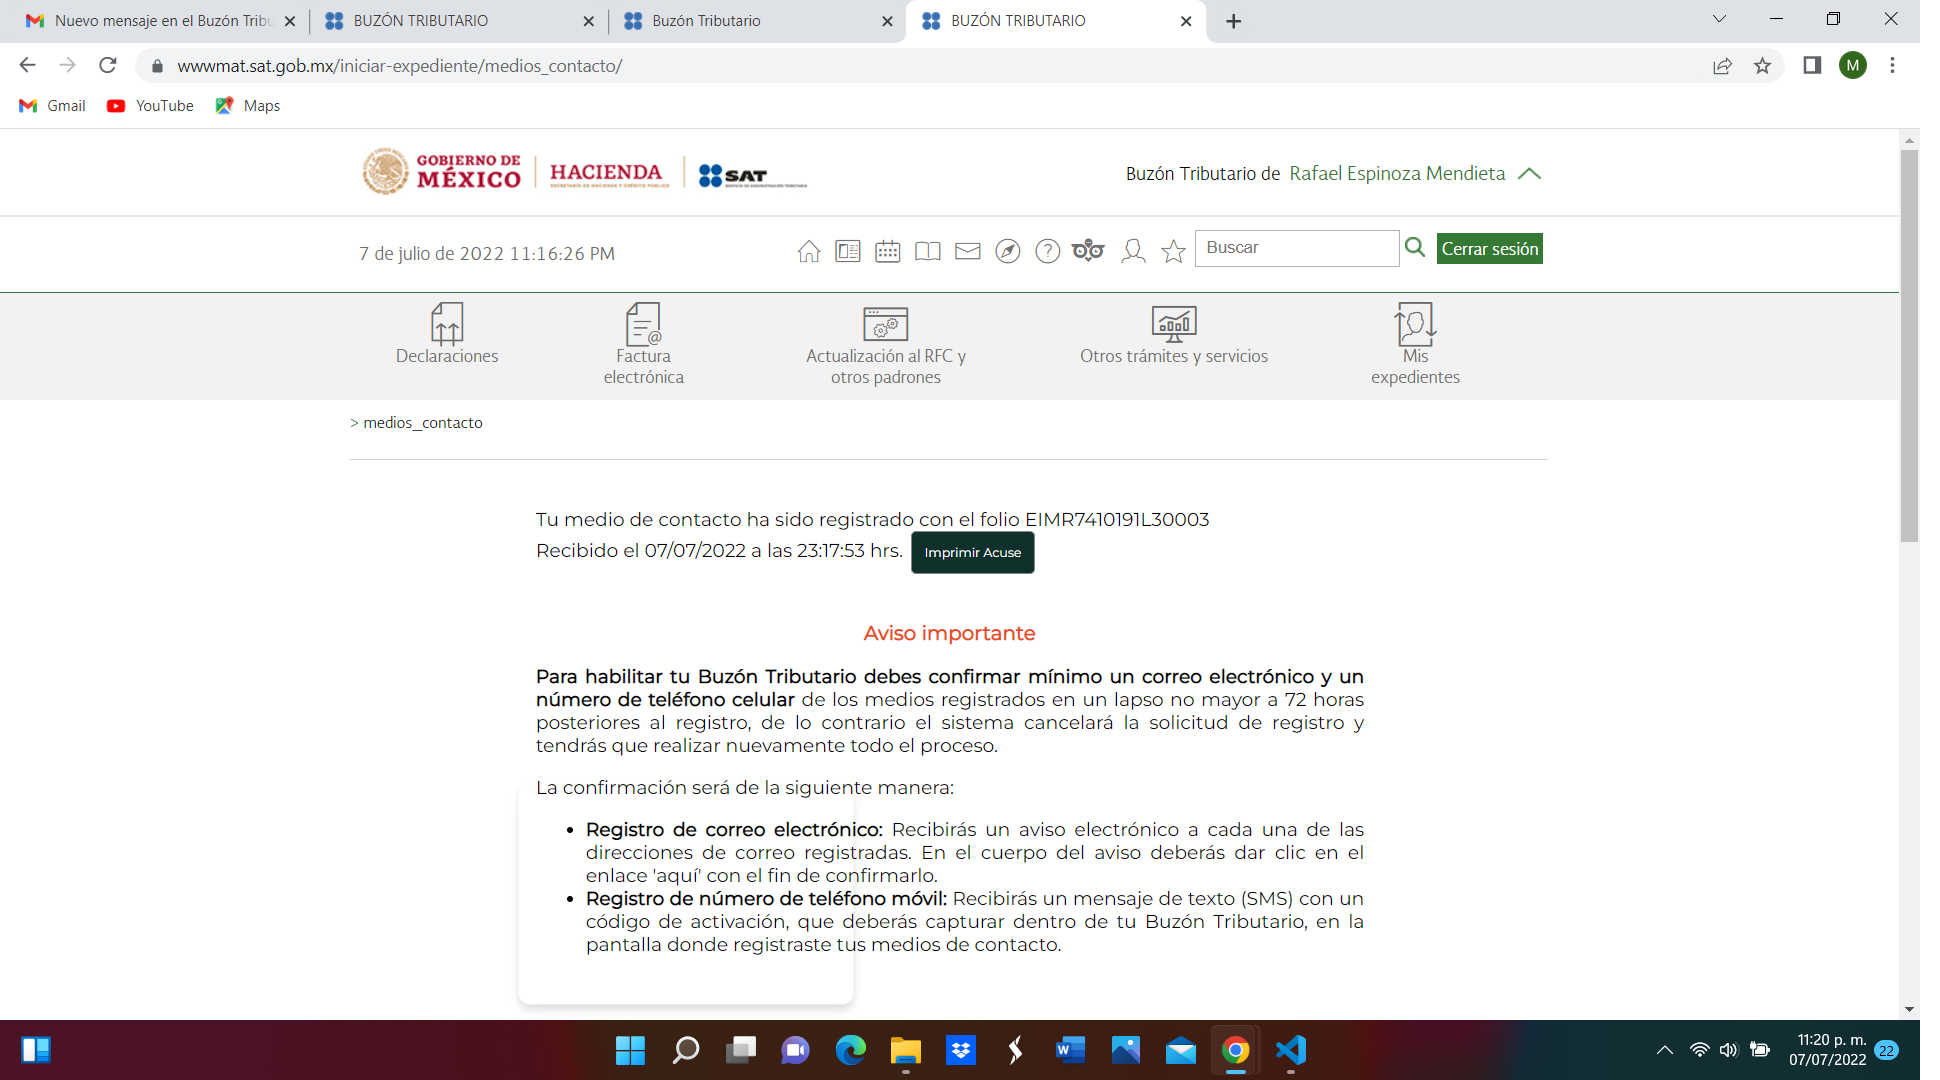 Nuevo mensaje en el Buzón Tribu
BUZÓN TRIBUTARIO
Buzón Tributario
BUZÓN TRIBUTARIO
wwwmat.sat.gob.mx/iniciar-expediente/medios_contacto/
M
Gmail
YouTube
Maps
GOBIERNO DE MÉXICO
HACIENDA
SECRETARÍA DE HACIENDA Y CRÉDITO PÚBLICO
SAT
SERVICIO DE ADMINISTRACIÓN TRIBUTARIA
Buzón Tributario de Rafael Espinoza Mendieta
7 de julio de 2022 11:16:26 PM
Buscar
Cerrar sesión
Declaraciones
Factura
electrónica
Actualización al RFC y
otros padrones
Otros trámites y servicios
Mis
expedientes
> medios_contacto
Tu medio de contacto ha sido registrado con el folio EIMR7410191L30003
Recibido el 07/07/2022 a las 23:17:53 hrs. Imprimir Acuse
Aviso importante
Para habilitar tu Buzón Tributario debes confirmar mínimo un correo electrónico y un
número de teléfono celular de los medios registrados en un lapso no mayor a 72 horas
posteriores al registro, de lo contrario el sistema cancelará la solicitud de registro y
tendrás que realizar nuevamente todo el proceso.
La confirmación será de la siguiente manera:
• Registro de correo electrónico: Recibirás un aviso electrónico a cada una de las
direcciones de correo registradas. En el cuerpo del aviso deberás dar clic en el
enlace 'aquí' con el fin de confirmarlo.
• Registro de número de teléfono móvil: Recibirás un mensaje de texto (SMS) con un
código de activación, que deberás capturar dentro de tu Buzón Tributario, en la
pantalla donde registraste tus medios de contacto.
11:20 p. m.
07/07/2022
22